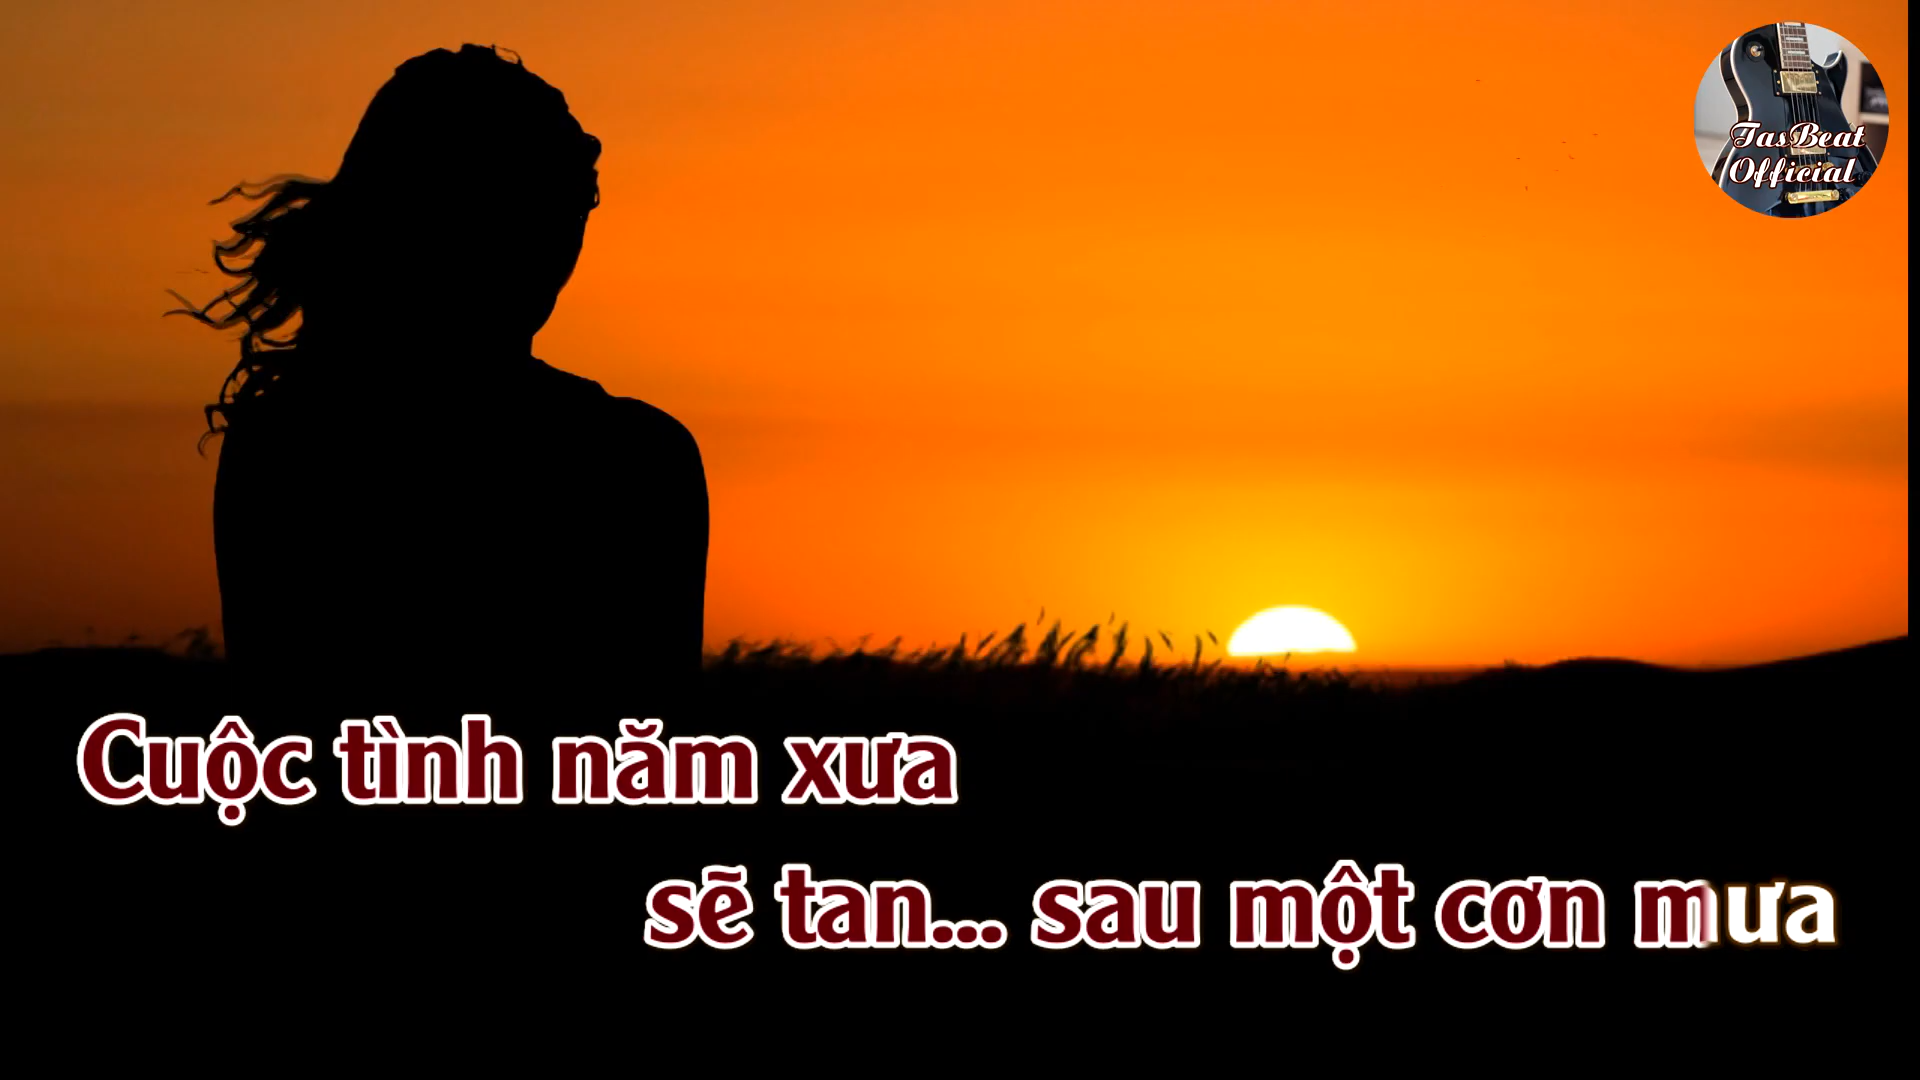 TasBeat
Official
Cuộc tình năm xưa
sẽ tan... sau một cơn mưa